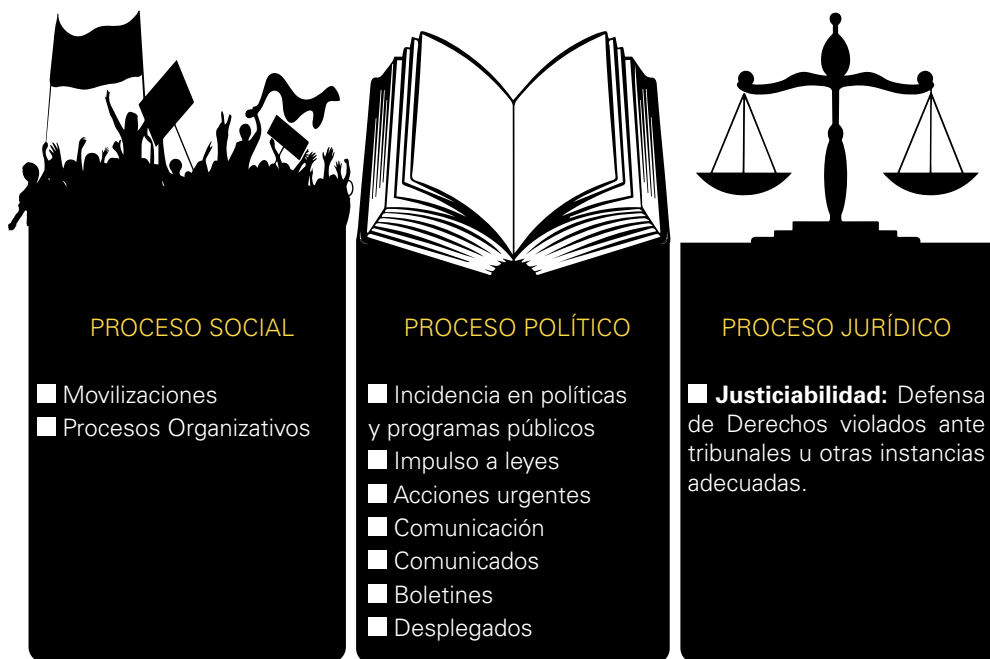 PROCESO SOCIAL
Movilizaciones
Procesos Organizativos
PROCESO POLÍTICO
Incidencia en políticas
y programas públicos
Impulso a leyes
Acciones urgentes
Comunicación
Comunicados
Boletines
Desplegados
PROCESO JURÍDICO
Justiciabilidad: Defensa
de Derechos violados ante
tribunales u otras instancias
adecuadas.